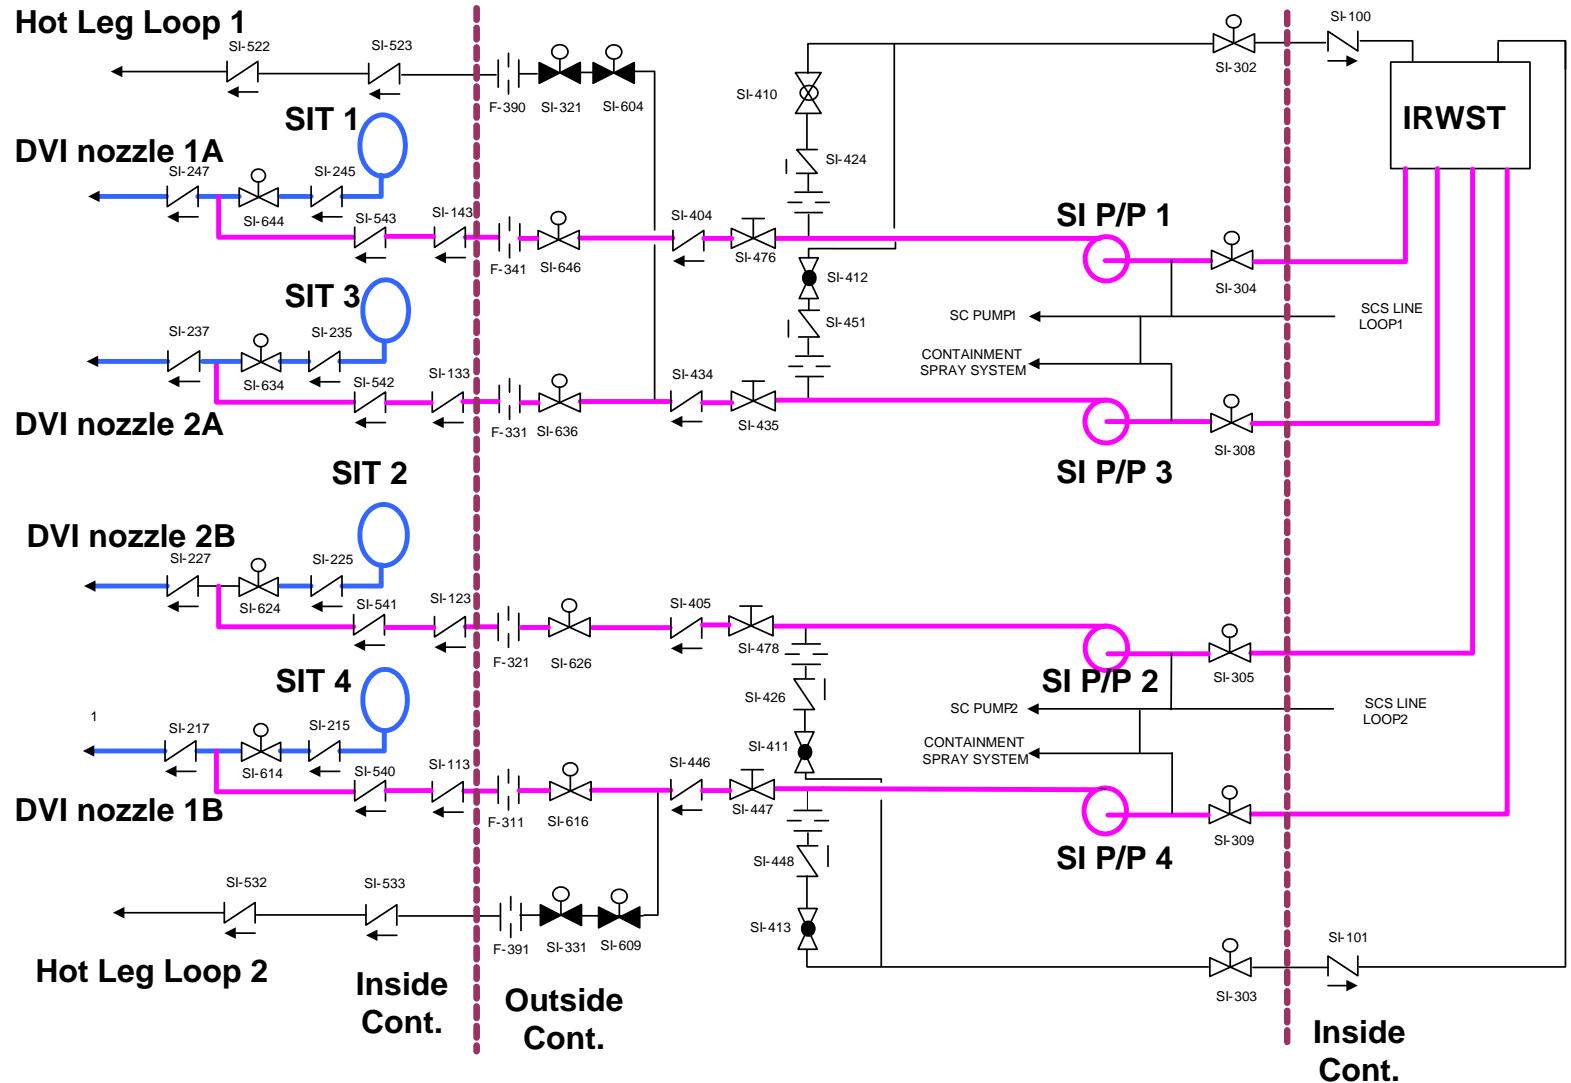 Hot Leg Loop 1
SI-522
SI-523
F-390
SI-321
SI-604
SI-410
SI-302
SI-100
IRWST
SIT 1
DVI nozzle 1A
SI-247
SI-245
SI-644
SI-543
SI-143
F-341
SI-646
SI-404
SI-476
SI-424
SI P/P 1
SI-304
SI-412
SI-451
SC PUMP1
SCS LINE
LOOP1
CONTAINMENT
SPRAY SYSTEM
SIT 3
SI-237
SI-235
SI-634
SI-542
SI-133
F-331
SI-636
SI-434
SI-435
SI-308
DVI nozzle 2A
SI P/P 3
SIT 2
DVI nozzle 2B
SI-227
SI-225
SI-624
SI-541
SI-123
F-321
SI-626
SI-405
SI-478
SI-305
SI P/P 2
SIT 4
SI-426
SC PUMP2
SCS LINE
LOOP2
1
SI-217
SI-215
SI-614
SI-411
CONTAINMENT
SPRAY SYSTEM
SI-540
SI-113
SI-446
DVI nozzle 1B
F-311
SI-616
SI-447
SI-309
SI-448
SI P/P 4
SI-532
SI-533
F-391
SI-331
SI-609
SI-413
SI-101
Hot Leg Loop 2
SI-303
Inside
Cont.
Outside
Cont.
Inside
Cont.